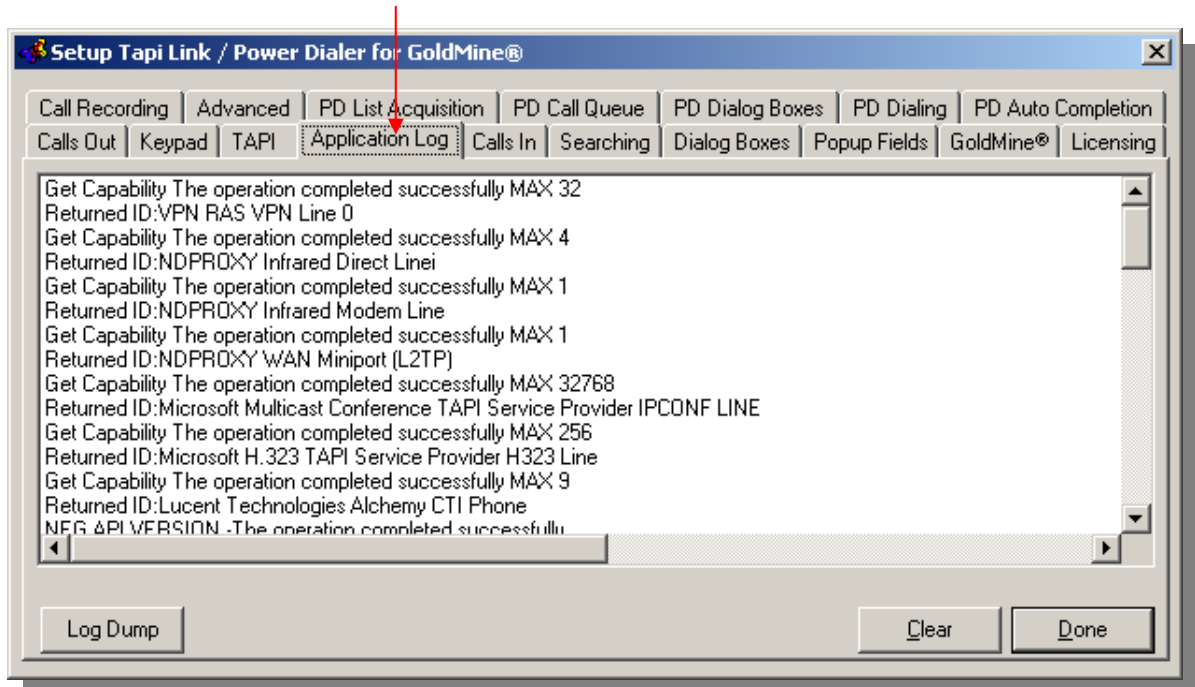 Setup Tapi Link / Power Dialer for GoldMine®
Call Recording Advanced PD List Acquisition PD Call Queue PD Dialog Boxes PD Dialing PD Auto Completion
Calls Out Keypad TAPI Application Log Calls In Searching Dialog Boxes Popup Fields GoldMine® Licensing
Get Capability The operation completed successfully MAX 32
Returned ID:VPN RAS VPN Line 0
Get Capability The operation completed successfully MAX 4
Returned ID:NDPROXY Infrared Direct Linei
Get Capability The operation completed successfully MAX 1
Returned ID:NDPROXY Infrared Modem Line
Get Capability The operation completed successfully MAX 1
Returned ID:NDPROXY WAN Miniport (L2TP)
Get Capability The operation completed successfully MAX 32768
Returned ID:Microsoft Multicast Conference TAPI Service Provider IPCONF LINE
Get Capability The operation completed successfully MAX 256
Returned ID:Microsoft H.323 TAPI Service Provider H323 Line
Get Capability The operation completed successfully MAX 9
Returned ID:Lucent Technologies Alchemy CTI Phone
NEG API VERSION -The operation completed successfully
Log Dump Clear Done